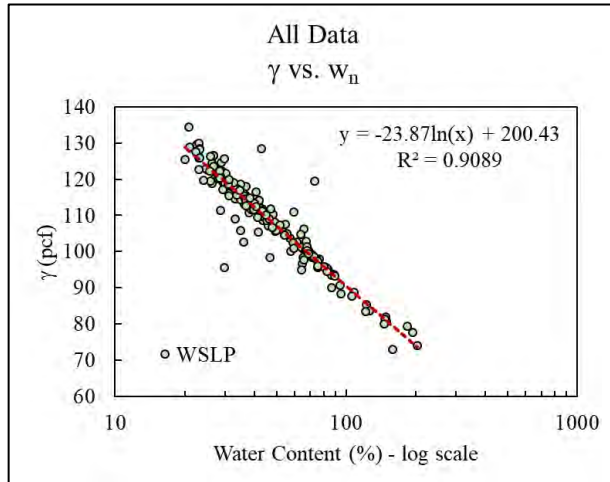 All Data
γ vs. wn
y = -23.87ln(x) + 200.43
R² = 0.9089
140
130
120
110
100
90
80
70
60
γ (pcf)
WSLP
10
100
1000
Water Content (%) - log scale